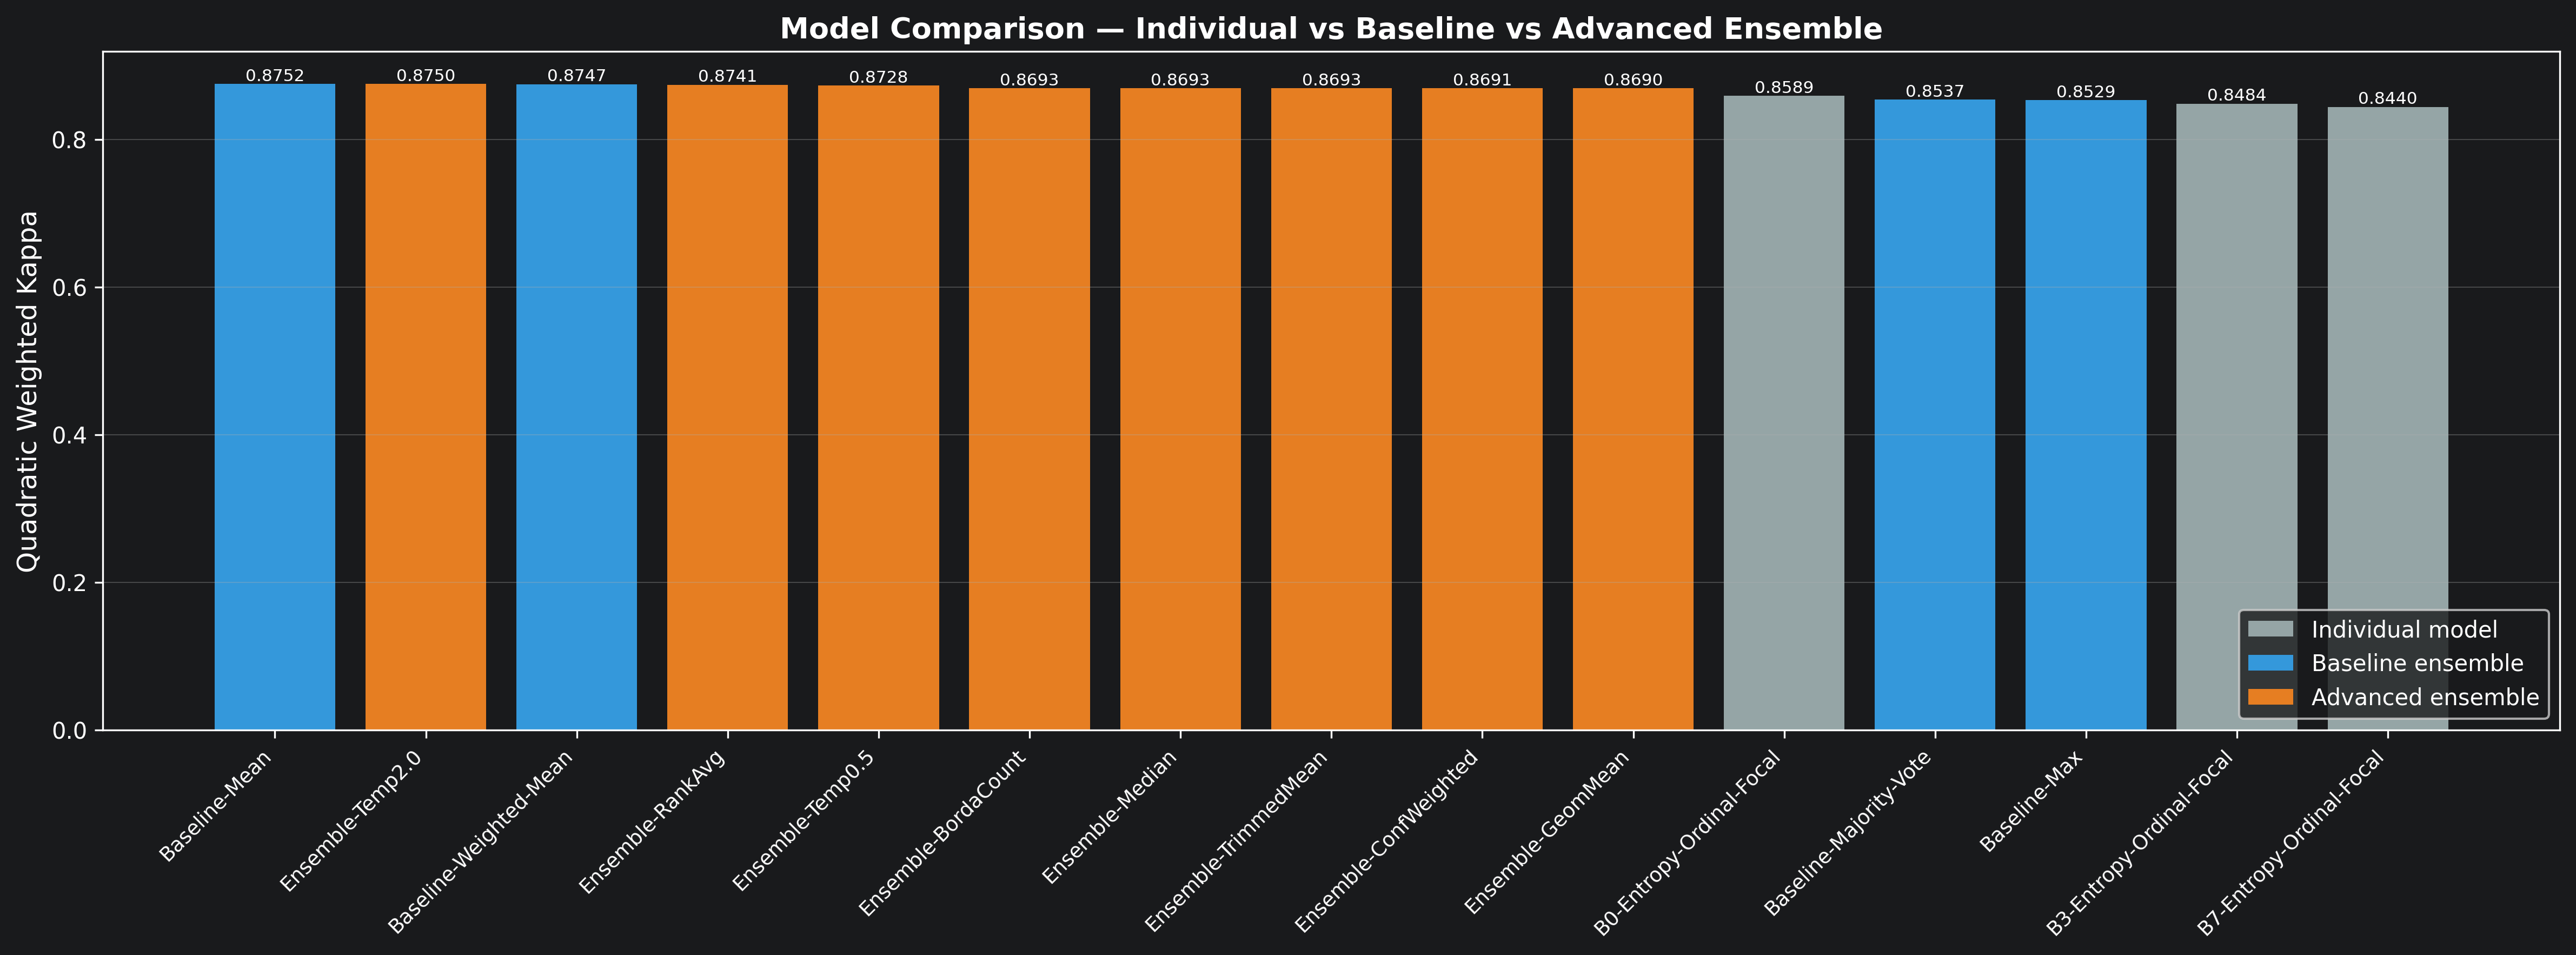 Model Comparison — Individual vs Baseline vs Advanced Ensemble
Quadratic Weighted Kappa
0.8
0.6
0.4
0.2
0.0
0.8752
0.8750
0.8747
0.8741
0.8728
0.8693
0.8693
0.8693
0.8691
0.8690
0.8589
0.8537
0.8529
0.8484
0.8440
Individual model
Baseline ensemble
Advanced ensemble
Baseline-Mean
Ensemble-Temp2.0
Baseline-Weighted-Mean
Ensemble-RankAvg
Ensemble-Temp0.5
Ensemble-BordaCount
Ensemble-Median
Ensemble-TrimmedMean
Ensemble-ConfWeighted
Ensemble-GeomMean
B0-Entropy-Ordinal-Focal
Baseline-Majority-Vote
Baseline-Max
B3-Entropy-Ordinal-Focal
B7-Entropy-Ordinal-Focal